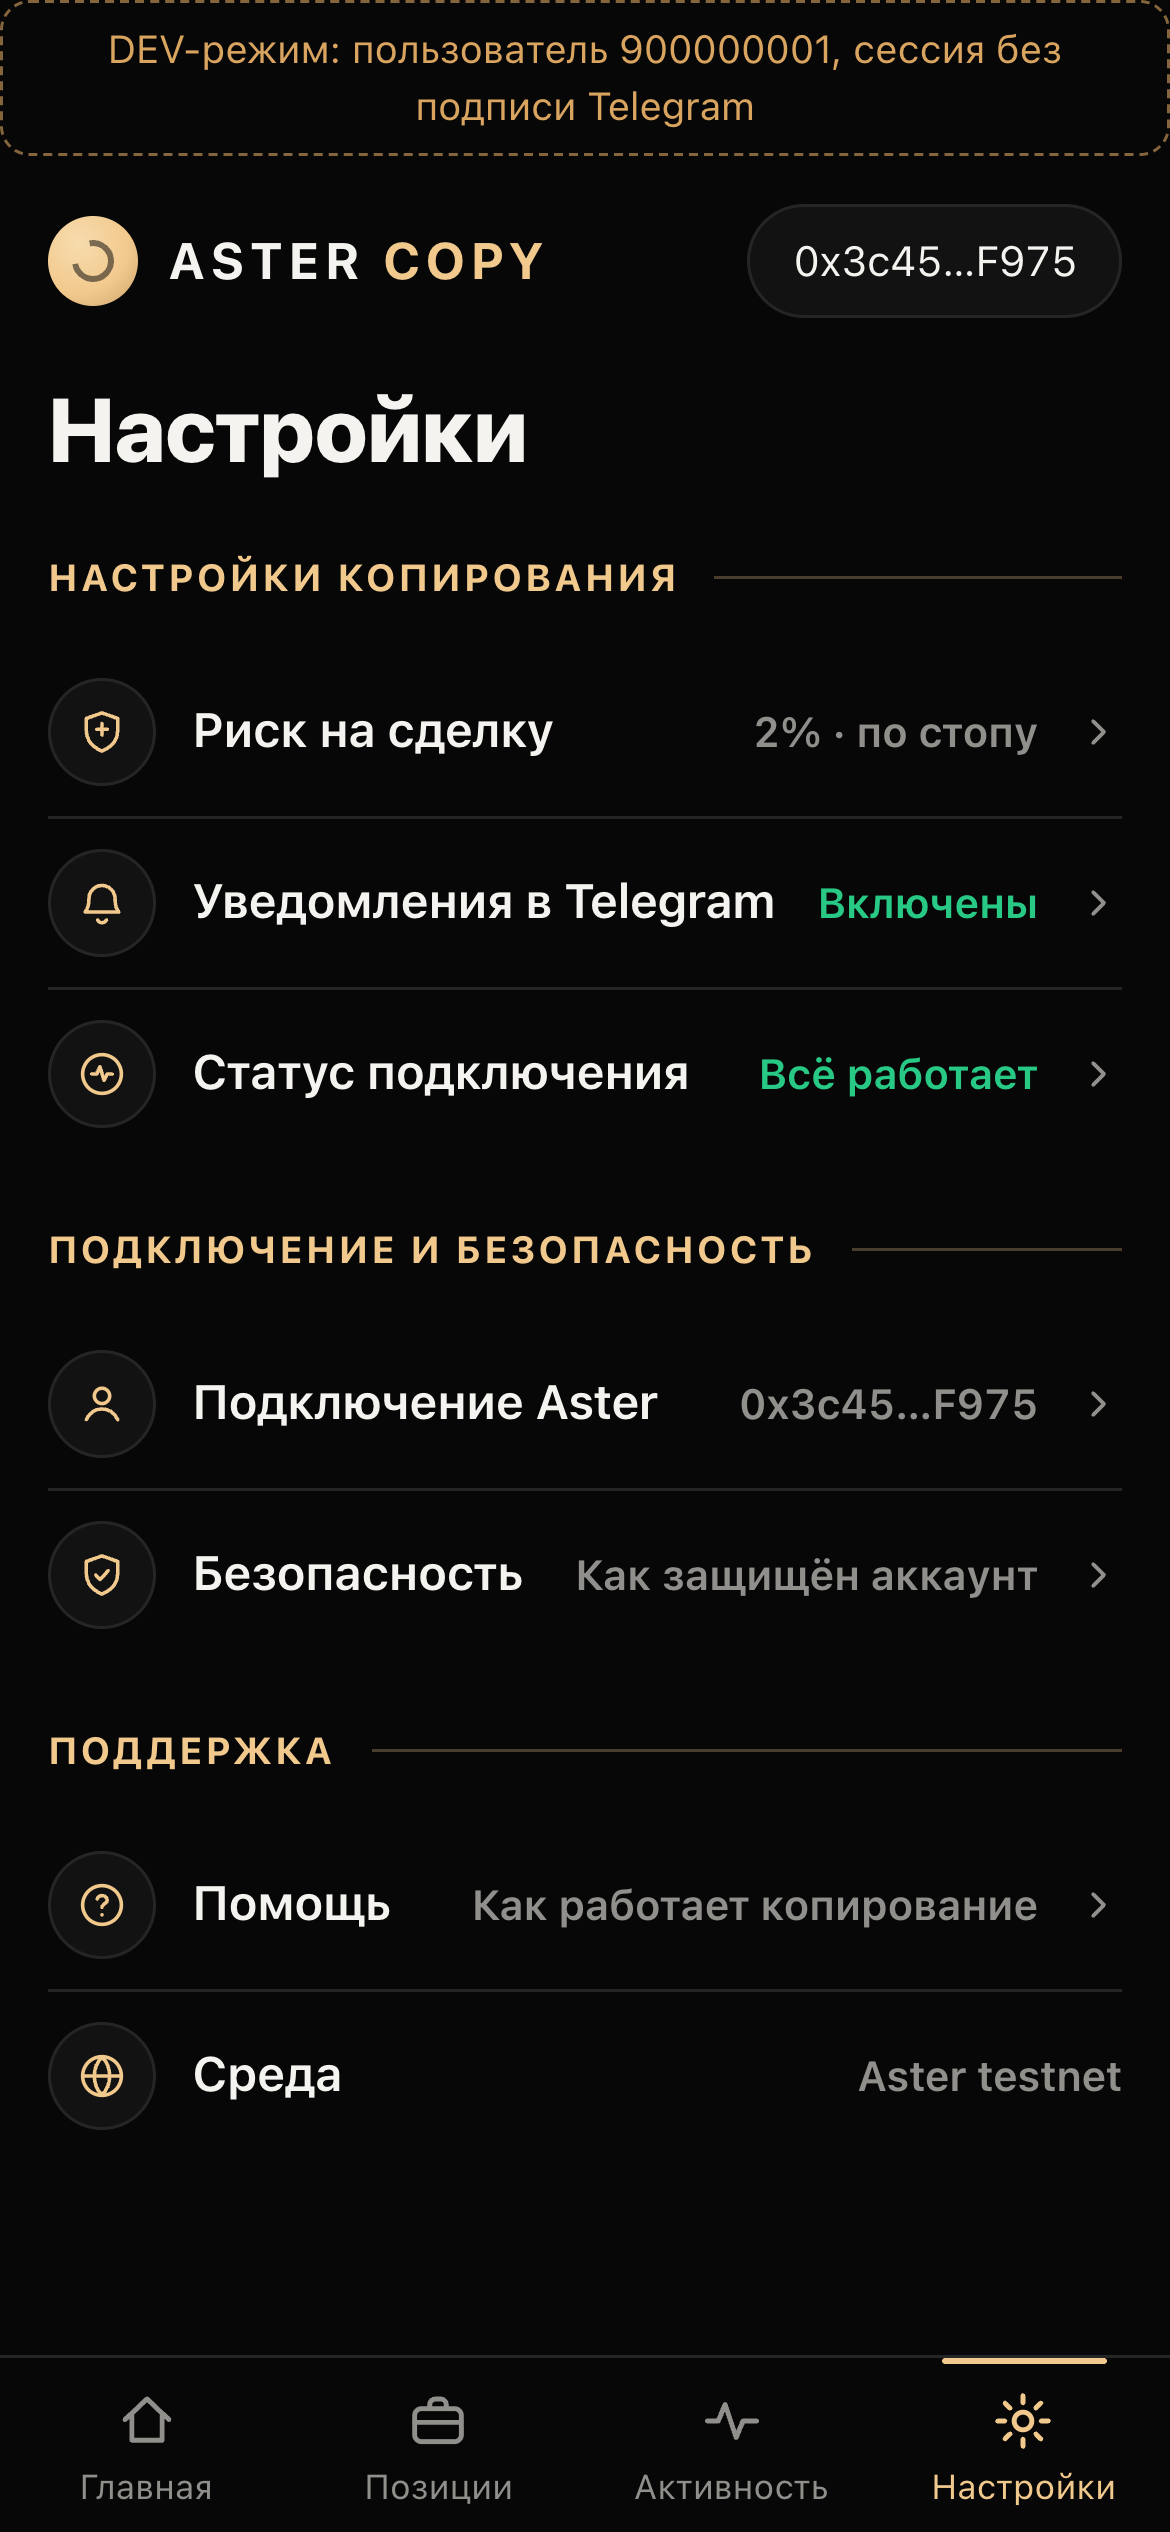 DEV-режим: пользователь 900000001, сессия без
подписи Telegram
ASTER COPY
0x3c45…F975
Настройки
НАСТРОЙКИ КОПИРОВАНИЯ
Риск на сделку
2% · по стопу
Уведомления в Telegram
Включены
Статус подключения
Всё работает
ПОДКЛЮЧЕНИЕ И БЕЗОПАСНОСТЬ
Подключение Aster
0x3c45…F975
Безопасность
Как защищён аккаунт
ПОДДЕРЖКА
Помощь
Как работает копирование
Среда
Aster testnet
Главная
Позиции
Активность
Настройки